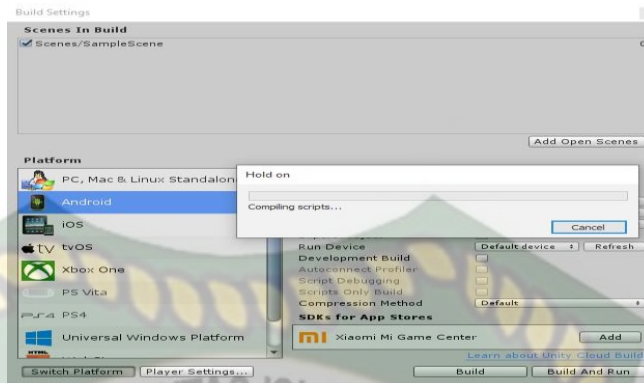 Build Settings
Scenes In Build
Scenes/SampleScene
Add Open Scenes
Platform
PC, Mac & Linux Standalon
Android
iOS
tv tvOS
Xbox One
PS Vita
PS4 PS4
Universal Windows Platform
HTML
Hold on
Compiling scripts...
Cancel
Run Device Default device Refresh
Development Build
Autoconnect Profiler
Script Debugging
Scripts Only Build
Compression Method Default
SDKs for App Stores
Xiaomi Mi Game Center Add
Learn about Unity Cloud Build
Switch Platform Player Settings... Build Build And Run